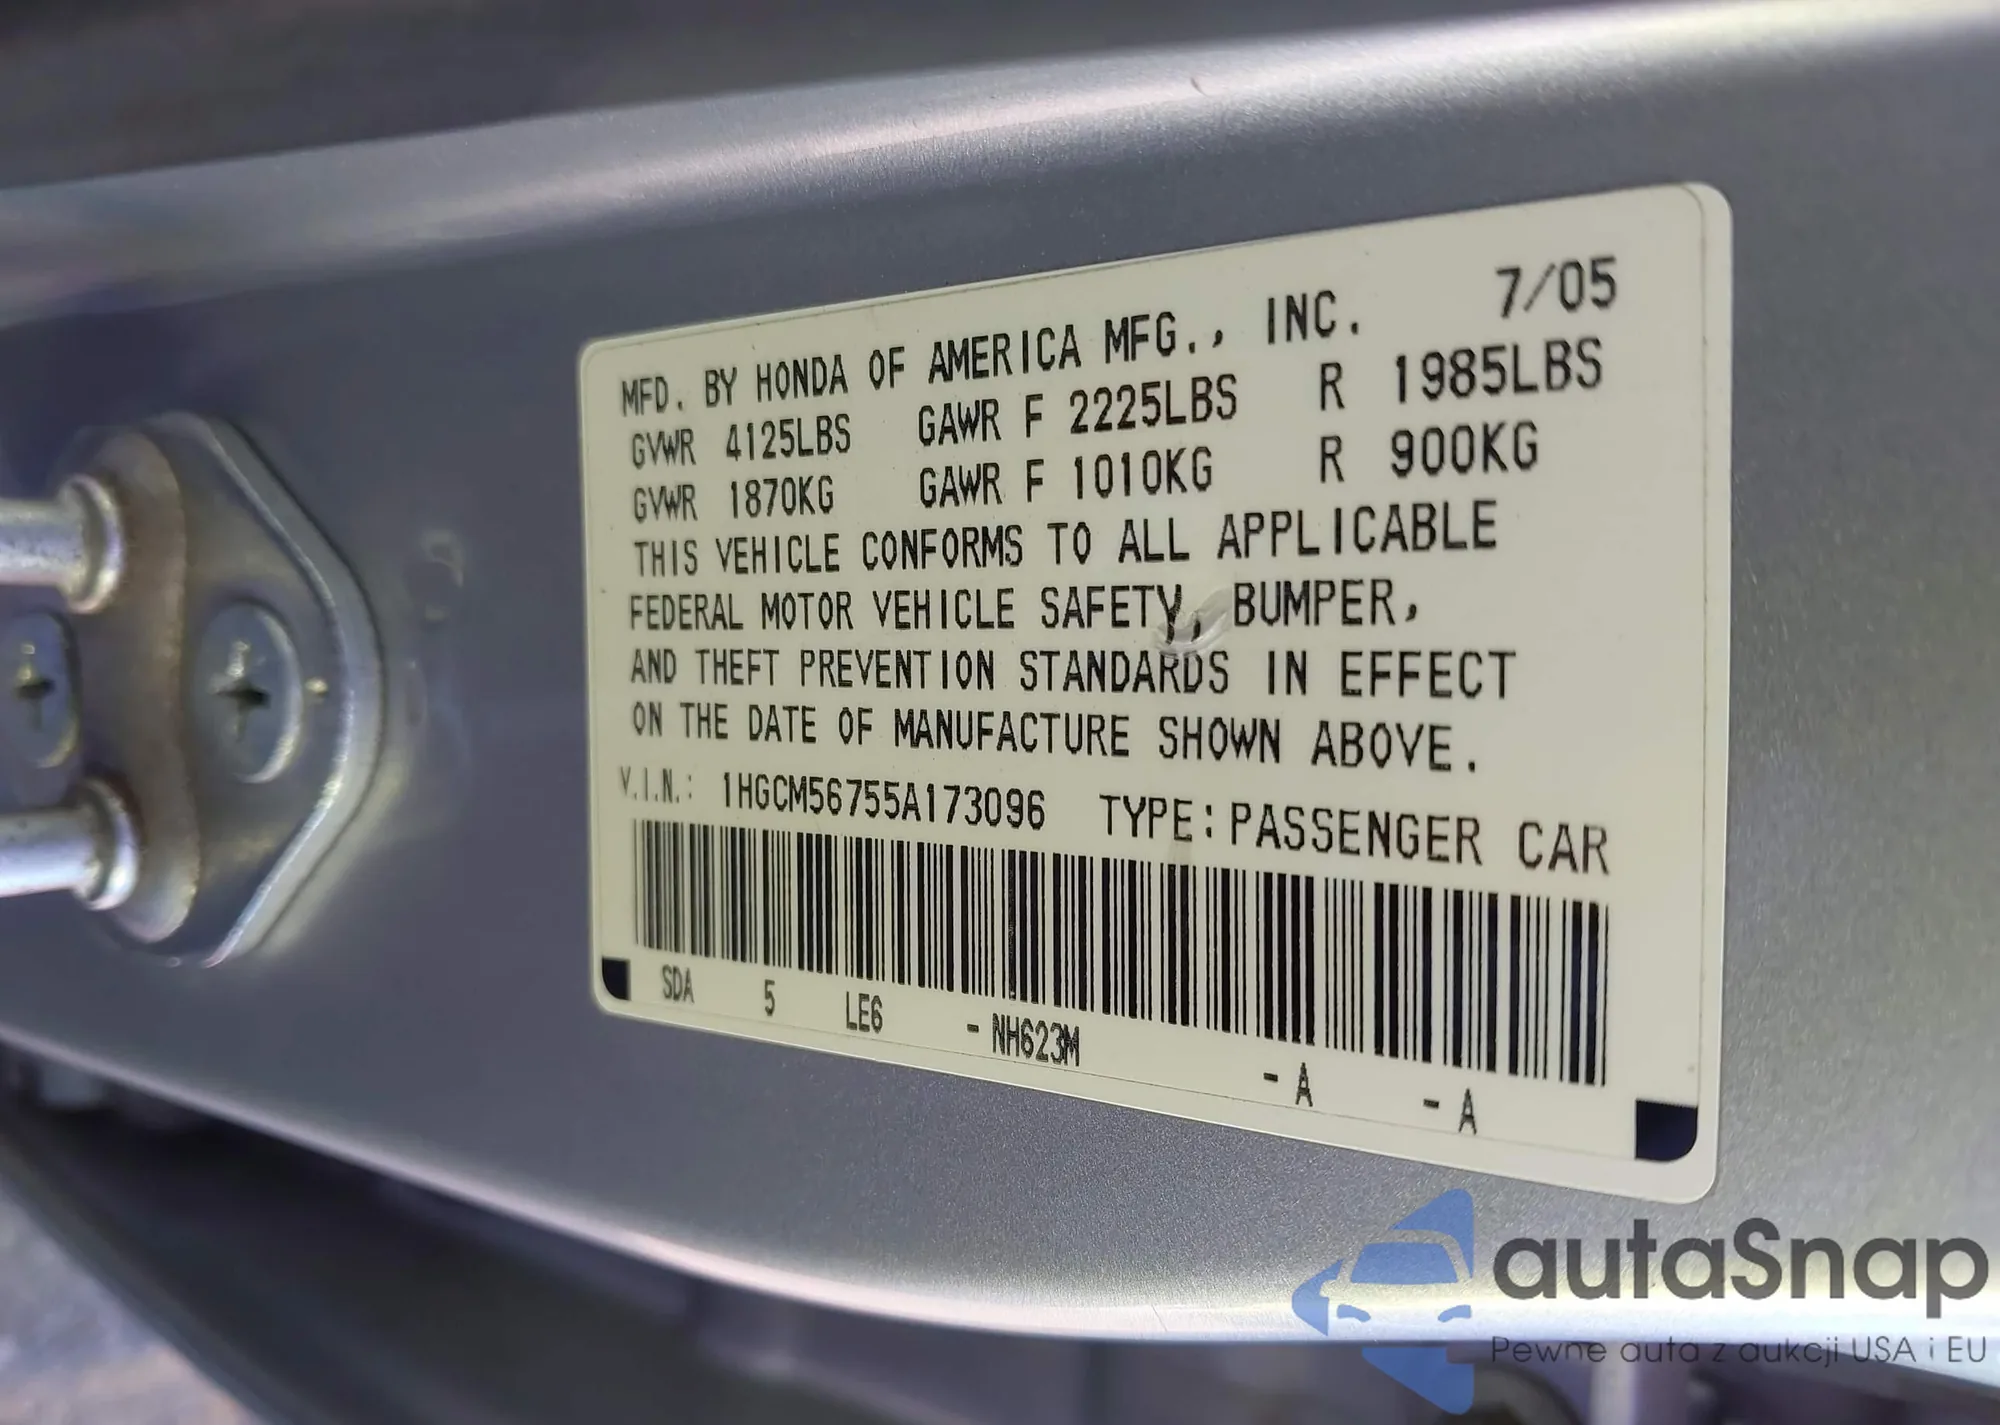 MFD. BY HONDA OF AMERICA MFG., INC. 7/05
GVWR 4125LBS GAWR F 2225LBS R 1985LBS
GVWR 1870KG GAWR F 1010KG R 900KG
THIS VEHICLE CONFORMS TO ALL APPLICABLE
FEDERAL MOTOR VEHICLE SAFETY, BUMPER,
AND THEFT PREVENTION STANDARDS IN EFFECT
ON THE DATE OF MANUFACTURE SHOWN ABOVE.
V.I.N.: 1HGCM56755A173096 TYPE: PASSENGER CAR
SDA 5 LE6 - NH623M - A - A
autaSnap
Pewne auta z aukcji USA i EU